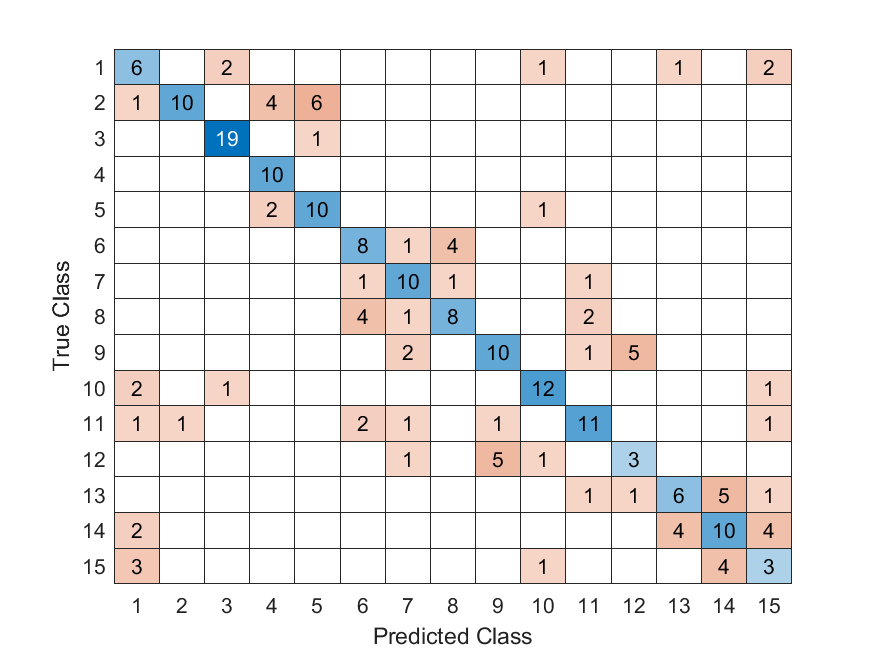 1 6 2 1 1 2
2 1 10 4 6
3 19 1
4 10
5 2 10 1
6 8 1 4
7 1 10 1 1
8 4 1 8 2
9 2 10 1 5
10 2 1 12 1
11 1 1 2 1 1 11 1
12 1 5 1 3
13 1 1 6 5 1
14 2 4 10 4
15 3 1 4 3
1 2 3 4 5 6 7 8 9 10 11 12 13 14 15
Predicted Class
True Class